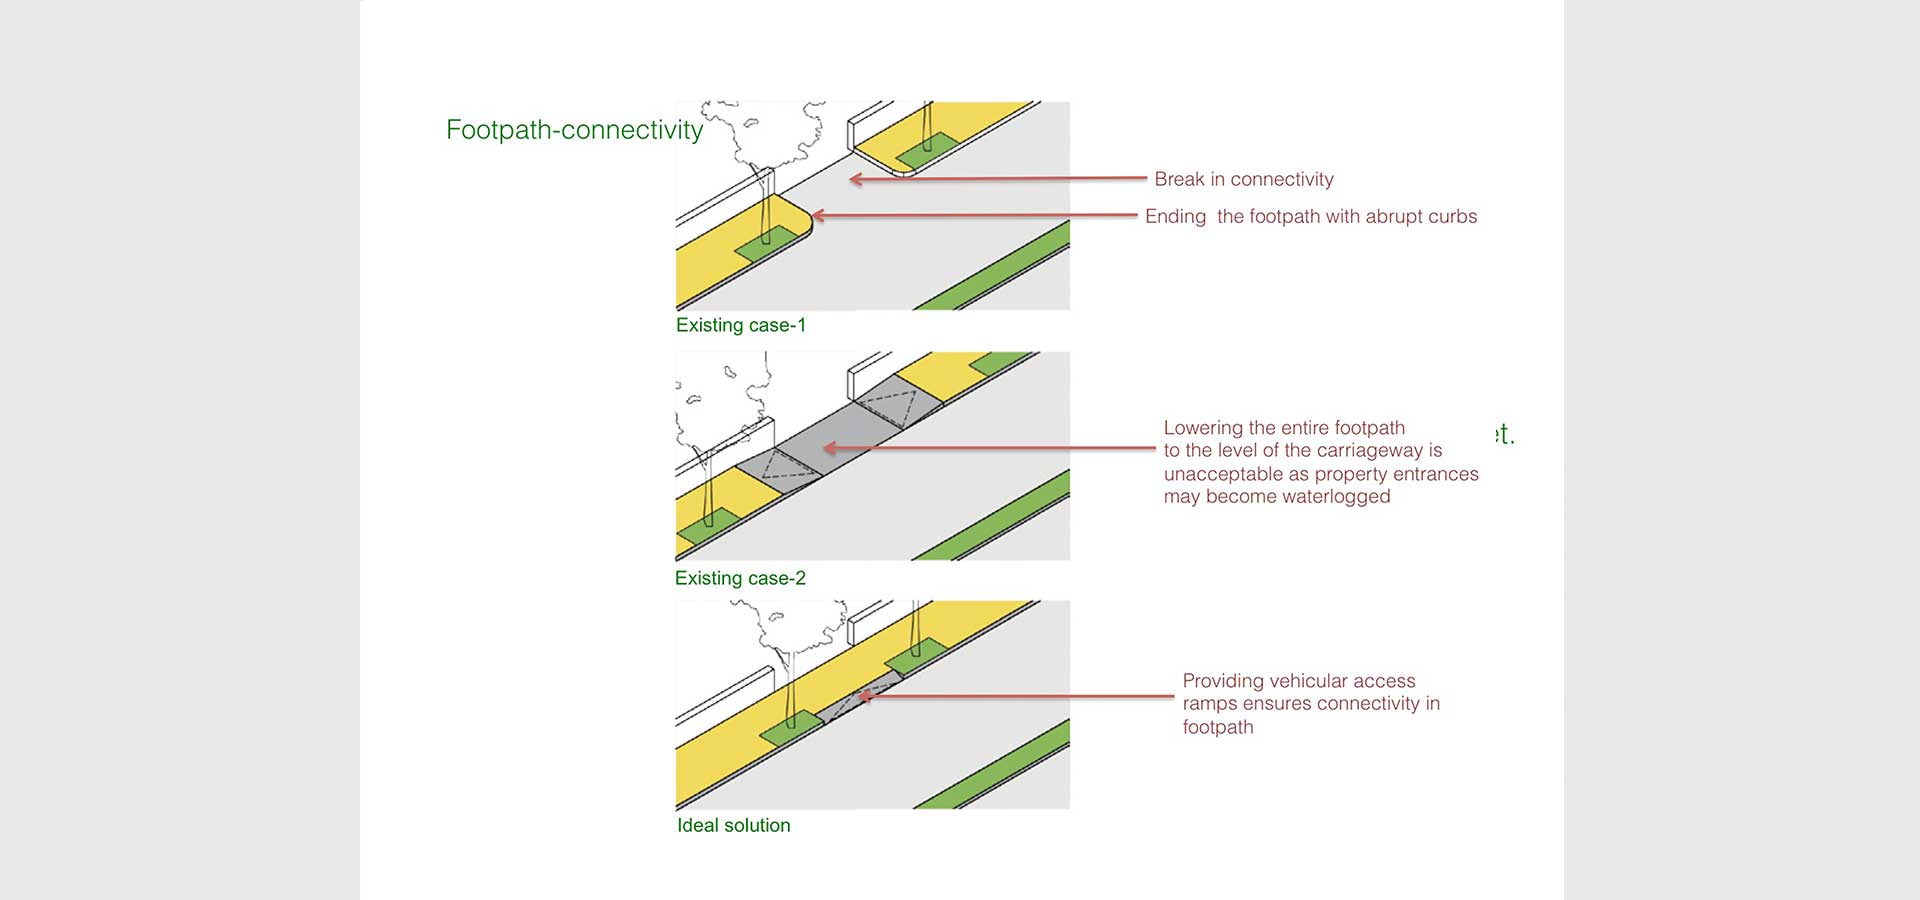 Footpath-connectivity
Break in connectivity
Ending the footpath with abrupt curbs
Existing case-1
Lowering the entire footpath
to the level of the carriageway is
unacceptable as property entrances
may become waterlogged
Existing case-2
Providing vehicular access
ramps ensures connectivity in
footpath
Ideal solution